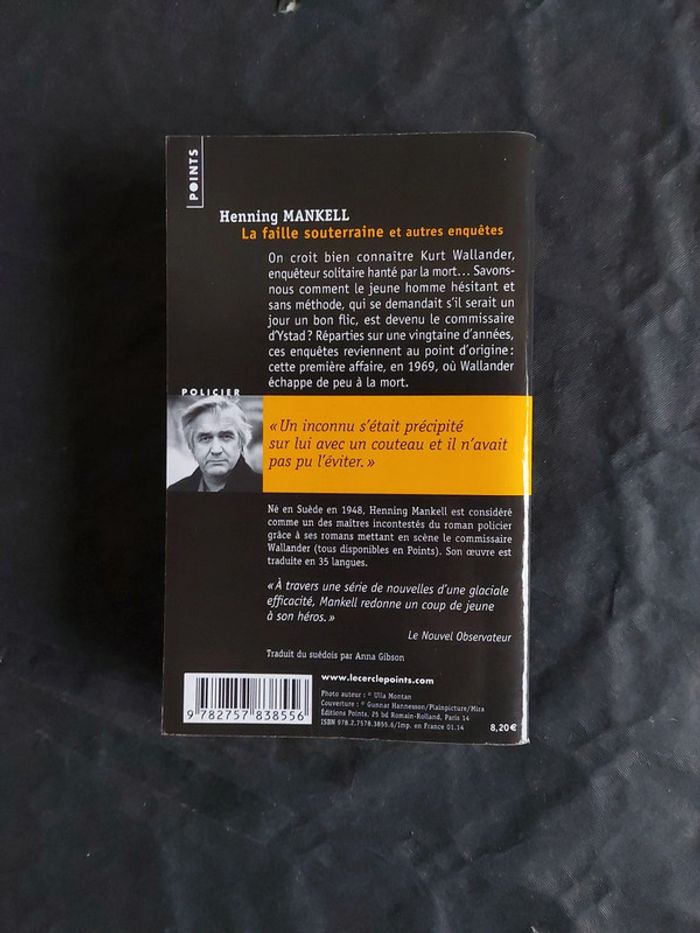 POINTS
Henning MANKELL
La faille souterraine et autres enquêtes
On croit bien connaître Kurt Wallander,
enquêteur solitaire hanté par la mort... Savons-
nous comment le jeune homme hésitant et
sans méthode, qui se demandait s'il serait un
jour un bon flic, est devenu le commissaire
d'Ystad ? Réparties sur une vingtaine d'années,
ces enquêtes reviennent au point d'origine :
cette première affaire, en 1969, où Wallander
échappe de peu à la mort.
POLICIER
« Un inconnu s'était précipité
sur lui avec un couteau et il n'avait
pas pu l'éviter. »
Né en Suède en 1948, Henning Mankell est considéré
comme un des maîtres incontestés du roman policier
grâce à ses romans mettant en scène le commissaire
Wallander (tous disponibles en Points). Son œuvre est
traduite en 35 langues.
« À travers une série de nouvelles d'une glaciale
efficacité, Mankell redonne un coup de jeune
à son héros. »
Le Nouvel Observateur
Traduit du suédois par Anna Gibson
www.lecerclepoints.com
Photo auteur : © Ulla Montan
Couverture : © Gunnar Hannesson/Plainpicture/Mira
Éditions Points, 25 bd Romain-Rolland, Paris 14
ISBN 978.2.7578.3855.6/Imp. en France 01.14
8,20€
9 782757 838556